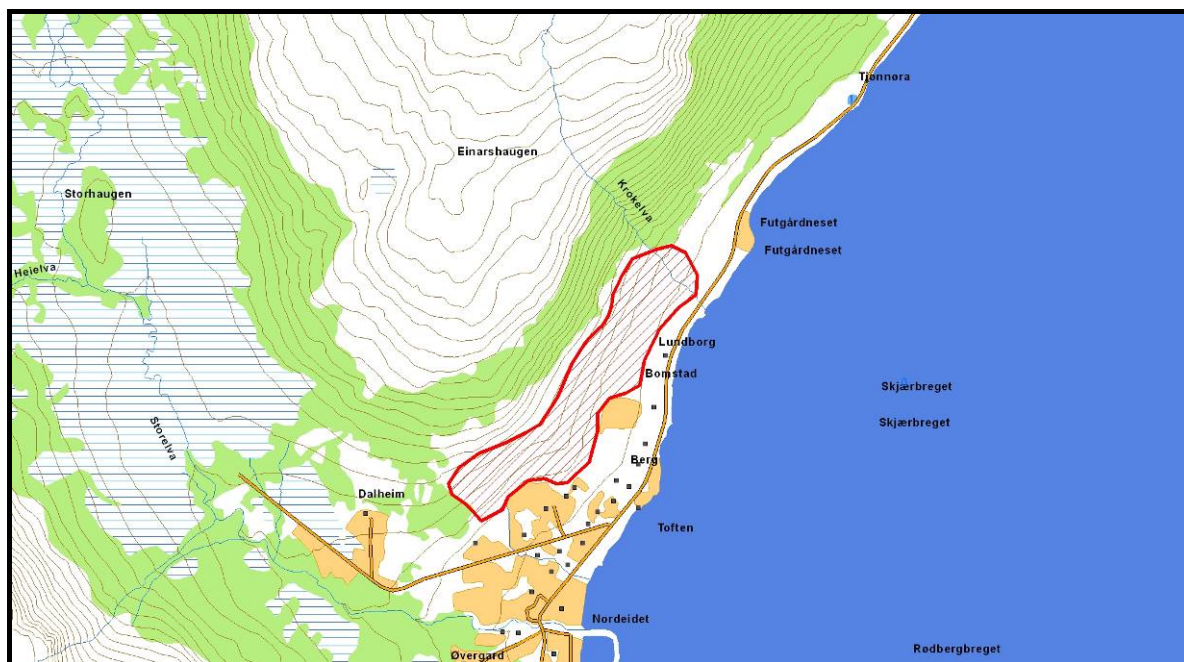 Tjønnøra
Einarshaugen
Storhaugen
Krokelva
Futgårdneset
Futgårdneset
Heielva
Lundborg
Bomstad
Skjærbreget
Skjærbreget
Storelva
Berg
Dalheim
Toften
Nordeidet
Øvergard
Rødbergbreget